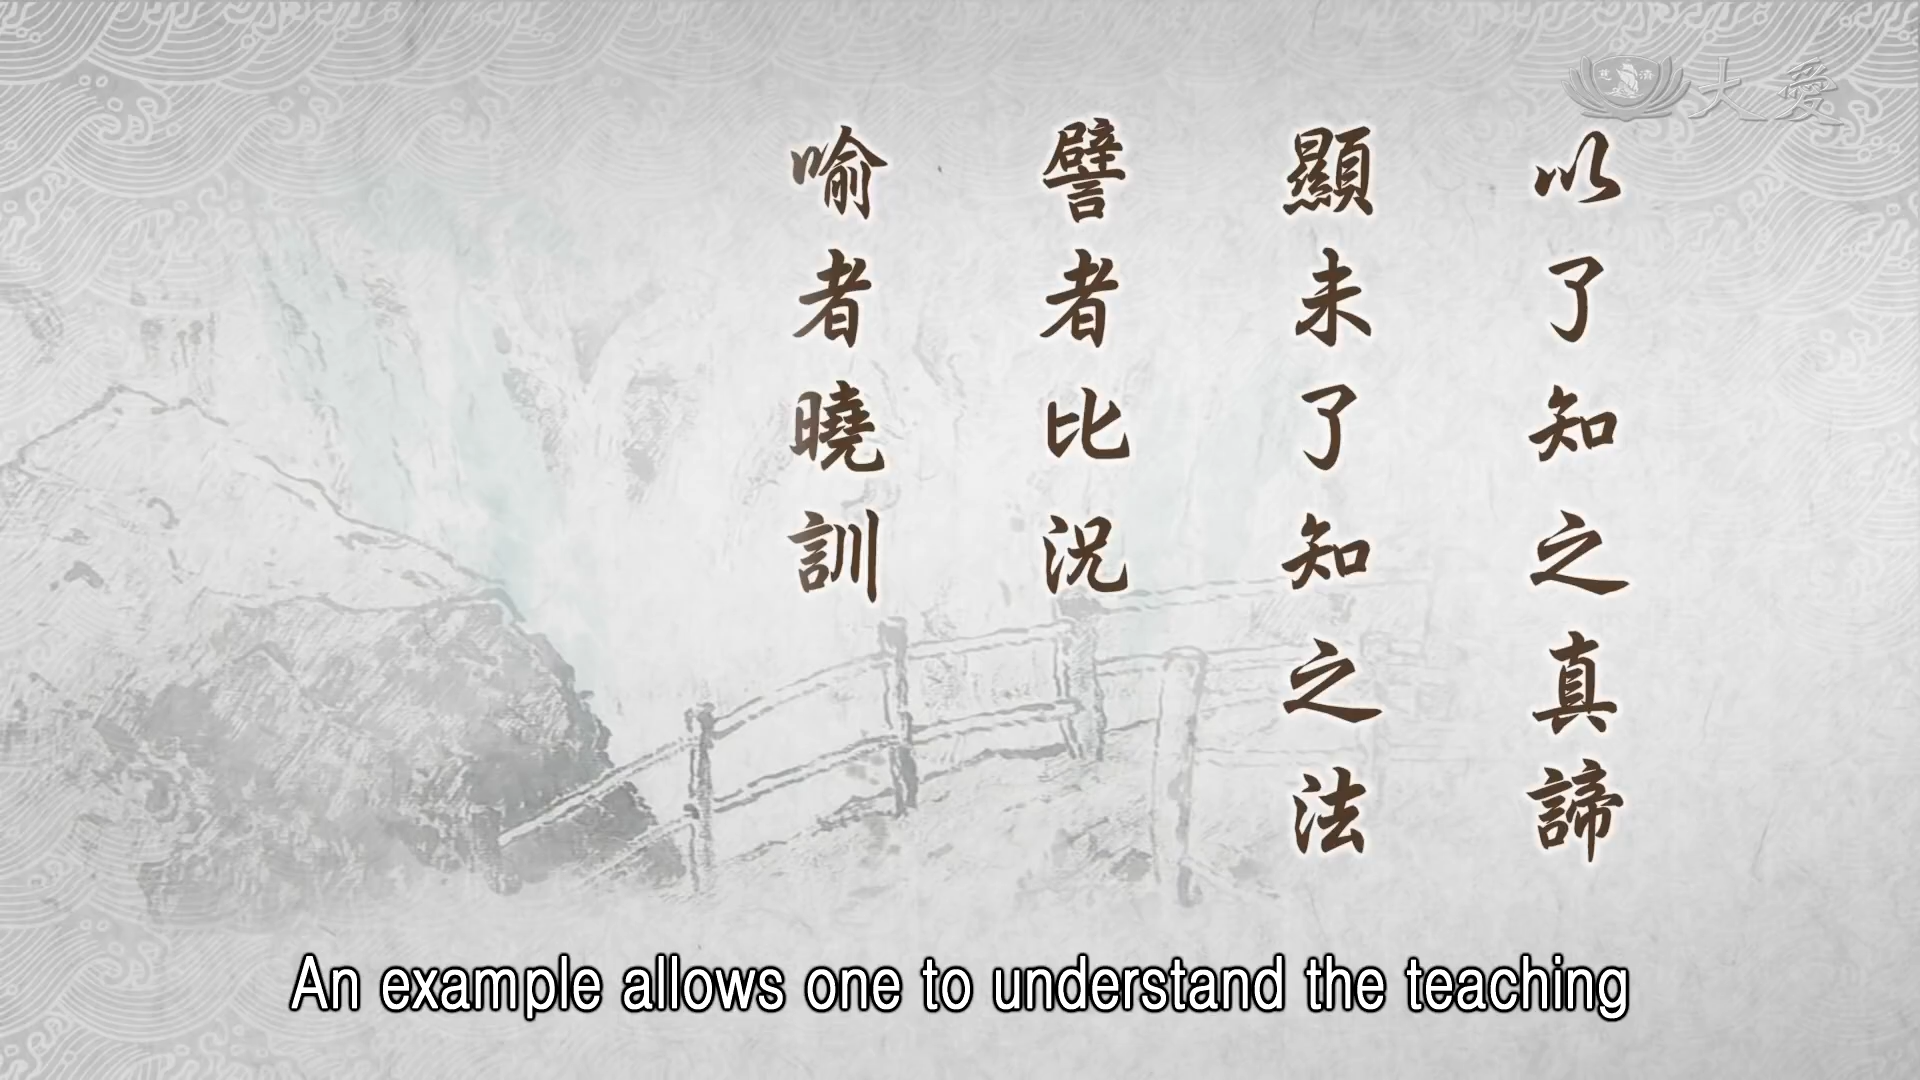 大愛
以了知之真諦
顯未了知之法
譬者比況
喻者曉訓
An example allows one to understand the teaching